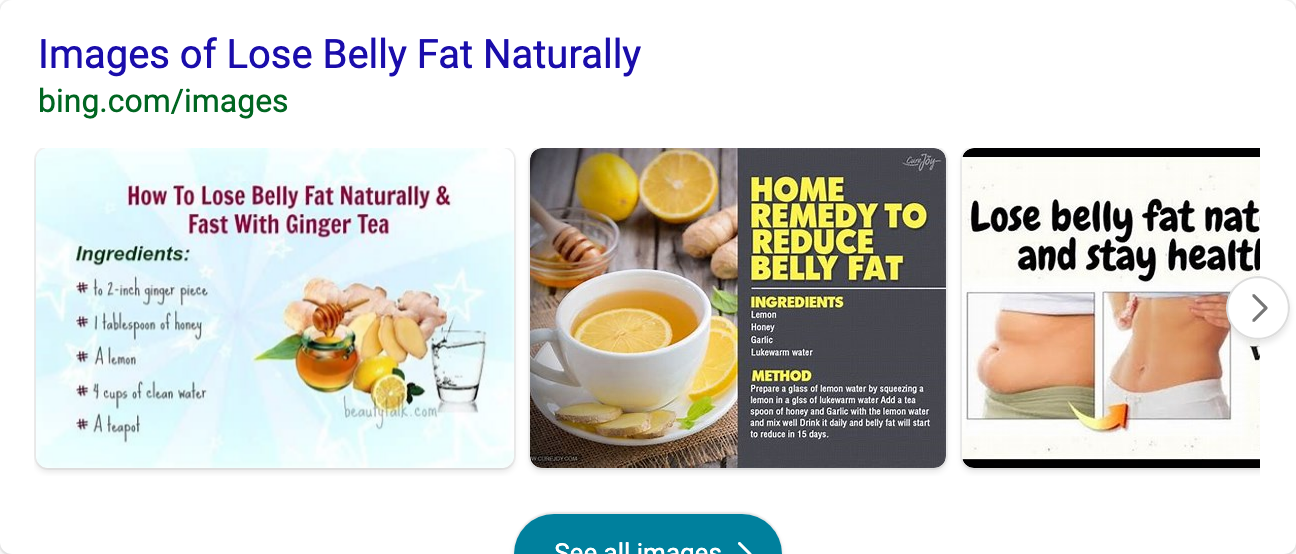 Images of Lose Belly Fat Naturally
bing.com/images
How To Lose Belly Fat Naturally &
Fast With Ginger Tea
Ingredients:
# to 2-inch ginger piece
# 1 tablespoon of honey
# A lemon
# 4 cups of clean water
# A teapot
beautytalk.com
CureJoy
HOME
REMEDY TO
REDUCE
BELLY FAT
INGREDIENTS
Lemon
Honey
Garlic
Lukewarm water
METHOD
Prepare a glass of lemon water by squeezing a
lemon in a glss of lukewarm water Add a tea
spoon of honey and Garlic with the lemon water
and mix well Drink it daily and belly fat will start
to reduce in 15 days.
W.CUREJOY.COM
Lose belly fat nat
and stay healt
See all images